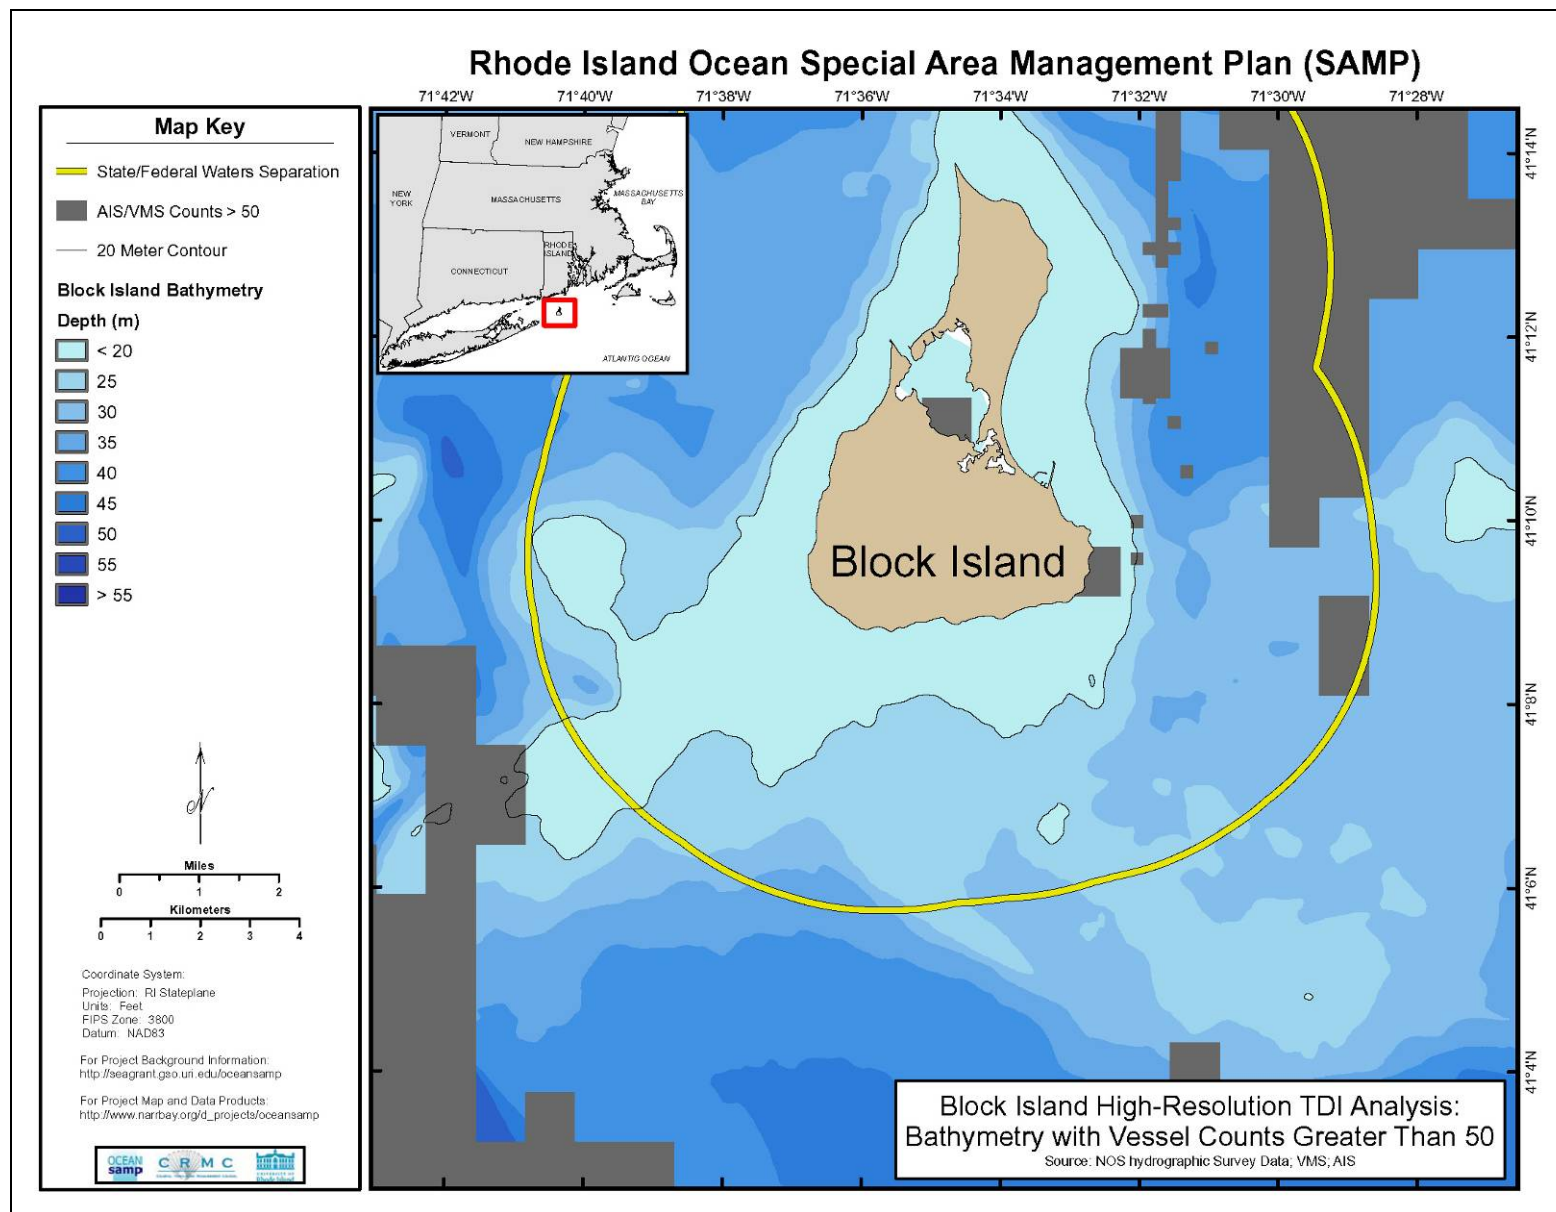 Rhode Island Ocean Special Area Management Plan (SAMP)
71°42'W 71°40'W 71°38'W 71°36'W 71°34'W 71°32'W 71°30'W 71°28'W
Map Key
State/Federal Waters Separation
AIS/VMS Counts > 50
20 Meter Contour
Block Island Bathymetry
Depth (m)
< 20
25
30
35
40
45
50
55
> 55
N
Miles
0 1 2
Kilometers
0 1 2 3 4
Coordinate System:
Projection: RI Stateplane
Units: Feet
FIPS Zone: 3800
Datum: NAD83
For Project Background Information:
http://seagrant.gso.uri.edu/oceansamp
For Project Map and Data Products:
http://www.narrbay.org/d_projects/oceansamp
OCEAN
samp
CRMC
VERMONT
NEW HAMPSHIRE
NEW
YORK
MASSACHUSETTS
MASSACHUSETTS
BAY
CONNECTICUT
RHODE
ISLAND
ATLANTIC OCEAN
Block Island
41°14'N
41°12'N
41°10'N
41°8'N
41°6'N
41°4'N
Block Island High-Resolution TDI Analysis:
Bathymetry with Vessel Counts Greater Than 50
Source: NOS hydrographic Survey Data; VMS; AIS